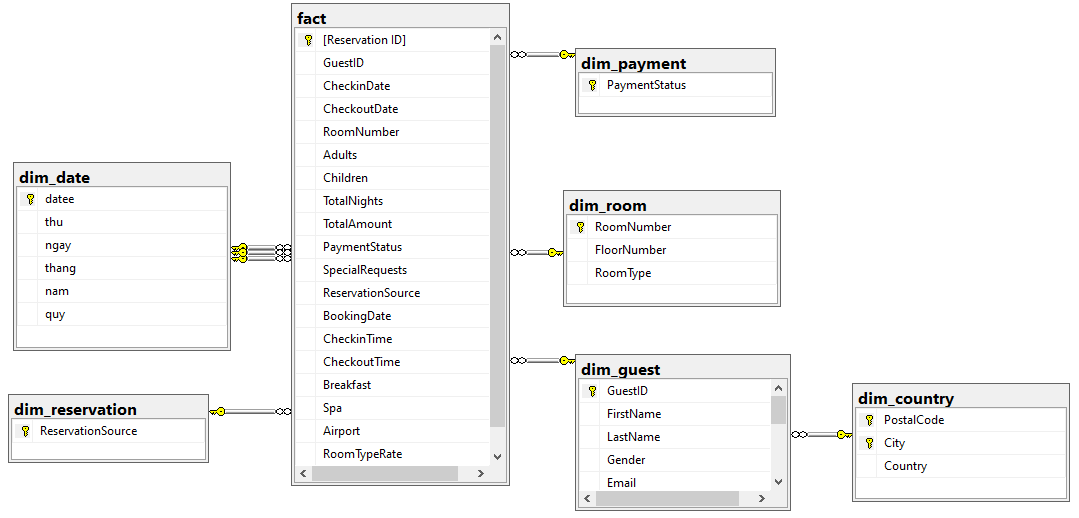 fact
[Reservation ID]
GuestID
CheckinDate
CheckoutDate
RoomNumber
Adults
Children
TotalNights
TotalAmount
PaymentStatus
SpecialRequests
ReservationSource
BookingDate
CheckinTime
CheckoutTime
Breakfast
Spa
Airport
RoomTypeRate
dim_date
datee
thu
ngay
thang
nam
quy
dim_reservation
ReservationSource
dim_payment
PaymentStatus
dim_room
RoomNumber
FloorNumber
RoomType
dim_guest
GuestID
FirstName
LastName
Gender
Email
dim_country
PostalCode
City
Country